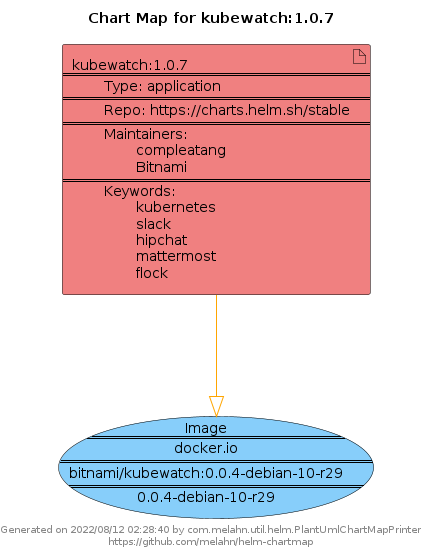 Chart Map for kubewatch:1.0.7
kubewatch:1.0.7
Type: application
Repo: https://charts.helm.sh/stable
Maintainers:
compleatang
Bitnami
Keywords:
kubernetes
slack
hipchat
mattermost
flock
Image
docker.io
bitnami/kubewatch:0.0.4-debian-10-r29
0.0.4-debian-10-r29
Generated on 2022/08/12 02:28:40 by com.melahn.util.helm.PlantUmlChartMapPrinter
https://github.com/melahn/helm-chartmap